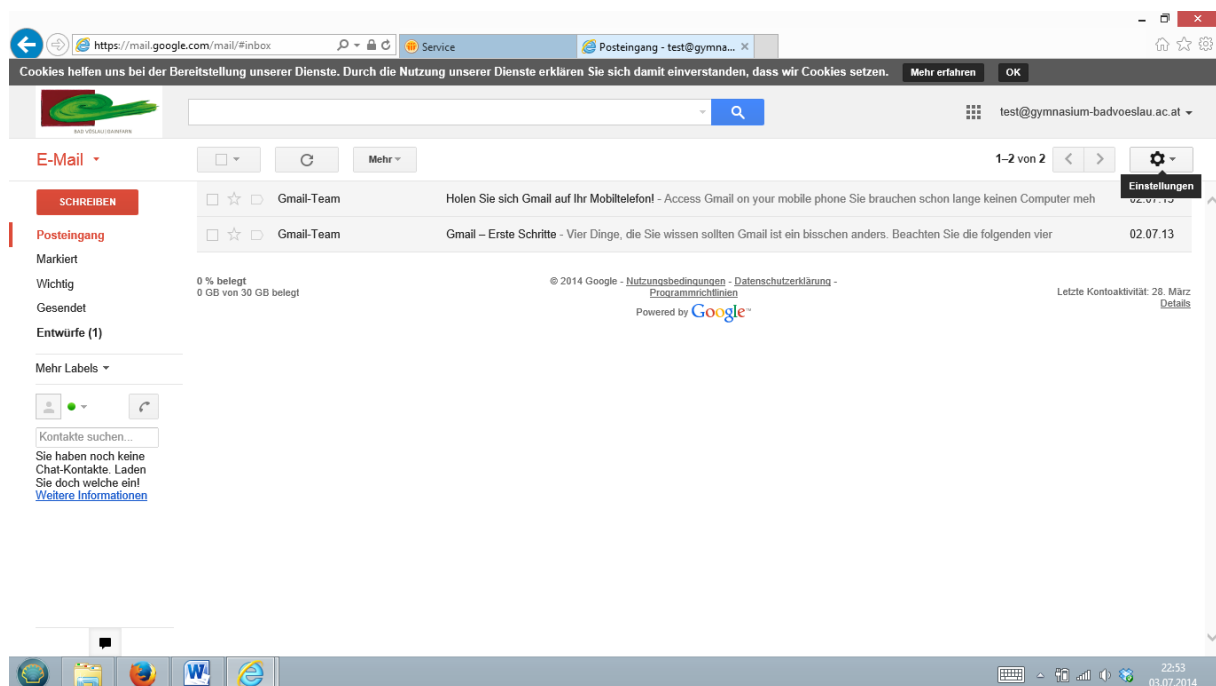 https://mail.google.com/mail/#inbox
Service
Posteingang - test@gymna...
Cookies helfen uns bei der Bereitstellung unserer Dienste. Durch die Nutzung unserer Dienste erklären Sie sich damit einverstanden, dass wir Cookies setzen. Mehr erfahren OK
BAD VÖSLAU | GAINFARN
test@gymnasium-badvoeslau.ac.at
E-Mail
Mehr
1–2 von 2
Einstellungen
SCHREIBEN
Gmail-Team Holen Sie sich Gmail auf Ihr Mobiltelefon! - Access Gmail on your mobile phone Sie brauchen schon lange keinen Computer meh 02.07.13
Posteingang
Gmail-Team Gmail – Erste Schritte - Vier Dinge, die Sie wissen sollten Gmail ist ein bisschen anders. Beachten Sie die folgenden vier 02.07.13
Markiert
Wichtig
Gesendet
Entwürfe (1)
0 % belegt
0 GB von 30 GB belegt
© 2014 Google - Nutzungsbedingungen - Datenschutzerklärung -
Programmrichtlinien
Powered by Google™
Letzte Kontoaktivität: 28. März
Details
Mehr Labels
Kontakte suchen...
Sie haben noch keine
Chat-Kontakte. Laden
Sie doch welche ein!
Weitere Informationen
22:53
03.07.2014